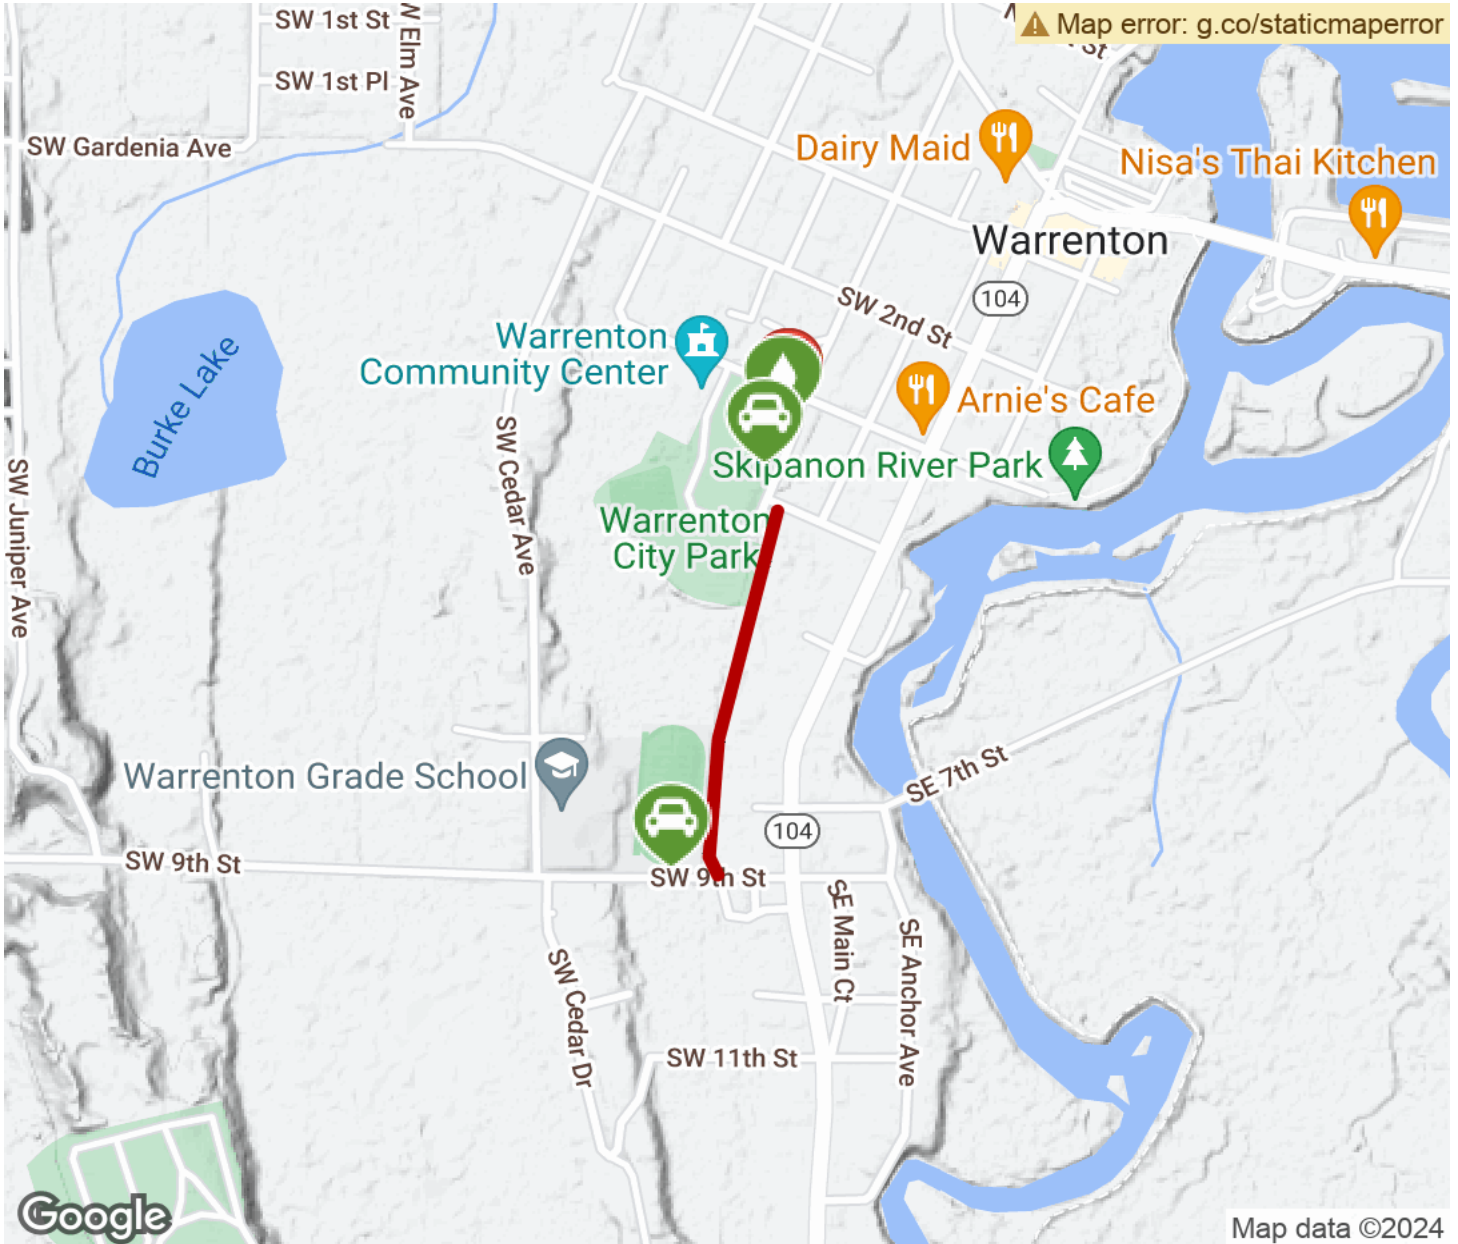 SW 1st St
W Elm Ave
St
Map error: g.co/staticmaperror
SW 1st Pl
SW Gardenia Ave
Dairy Maid
Nisa's Thai Kitchen
Warrenton
104
SW 2nd St
Warrenton
Community Center
Burke Lake
Arnie's Cafe
SW Cedar Ave
Skipanon River Park
SW Juniper Ave
Warrenton
City Park
Warrenton Grade School
SE 7th St
104
SW 9th St
SW 9th St
SE Main Ct
SE Anchor Ave
SW Cedar Dr
SW 11th St
Google
Map data ©2024